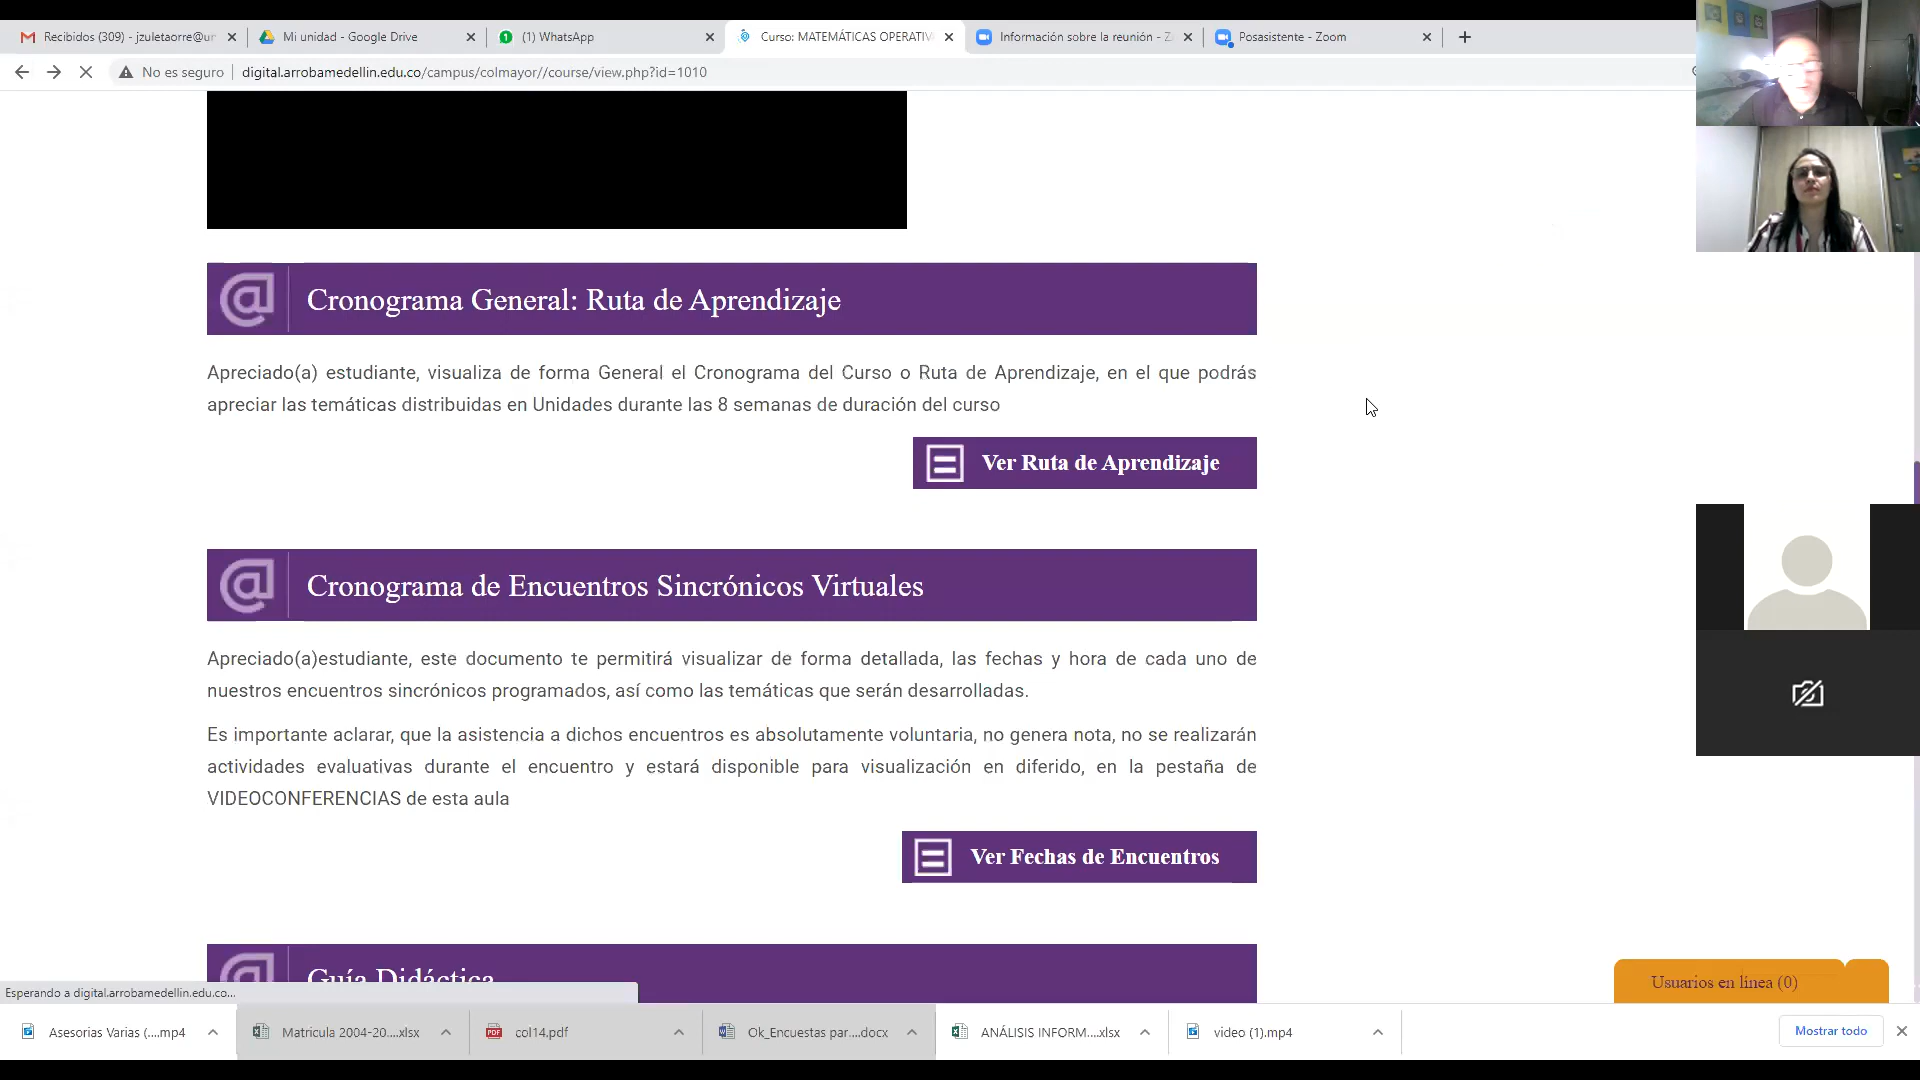 Recibidos (309) - jzuletaorre@un
Mi unidad - Google Drive
(1) WhatsApp
Curso: MATEMÁTICAS OPERATIV
Información sobre la reunión - Z
Posasistente - Zoom
No es seguro
digital.arrobamedellin.edu.co/campus/colmayor//course/view.php?id=1010
@ Cronograma General: Ruta de Aprendizaje
Apreciado(a) estudiante, visualiza de forma General el Cronograma del Curso o Ruta de Aprendizaje, en el que podrás
apreciar las temáticas distribuidas en Unidades durante las 8 semanas de duración del curso
Ver Ruta de Aprendizaje
@ Cronograma de Encuentros Sincrónicos Virtuales
Apreciado(a)estudiante, este documento te permitirá visualizar de forma detallada, las fechas y hora de cada uno de
nuestros encuentros sincrónicos programados, así como las temáticas que serán desarrolladas.
Es importante aclarar, que la asistencia a dichos encuentros es absolutamente voluntaria, no genera nota, no se realizarán
actividades evaluativas durante el encuentro y estará disponible para visualización en diferido, en la pestaña de
VIDEOCONFERENCIAS de esta aula
Ver Fechas de Encuentros
@ Guía Didáctica
Usuarios en línea (0)
Esperando a digital.arrobamedellin.edu.co...
Asesorias Varias (....mp4
Matricula 2004-20....xlsx
col14.pdf
Ok_Encuestas par....docx
ANÁLISIS INFORM....xlsx
video (1).mp4
Mostrar todo